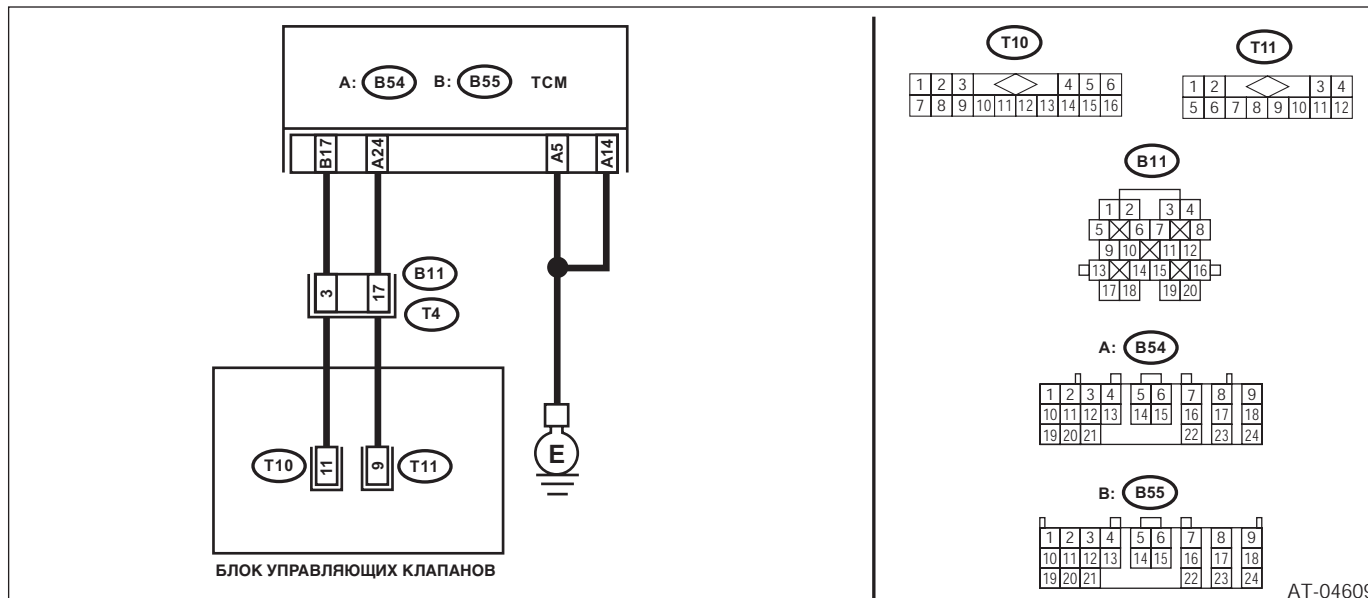 A: B54 B: B55 TCM
B17 A24 A5 A14
3 17
B11
T4
T10 11 9 T11
E
БЛОК УПРАВЛЯЮЩИХ КЛАПАНОВ
T10
1 2 3 4 5 6
7 8 9 10 11 12 13 14 15 16
T11
1 2 3 4
5 6 7 8 9 10 11 12
B11
1 2 3 4
5 6 7 8
9 10 11 12
13 14 15 16
17 18 19 20
A: B54
1 2 3 4 5 6 7 8 9
10 11 12 13 14 15 16 17 18
19 20 21 22 23 24
B: B55
1 2 3 4 5 6 7 8 9
10 11 12 13 14 15 16 17 18
19 20 21 22 23 24
AT-04609